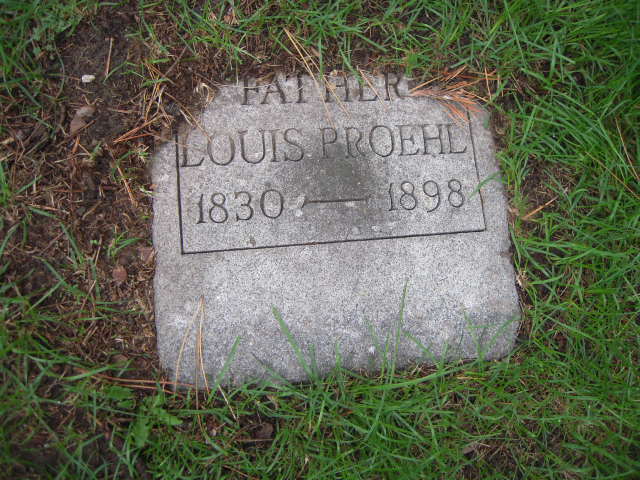 FATHER
LOUIS PROEHL
1830 — 1898